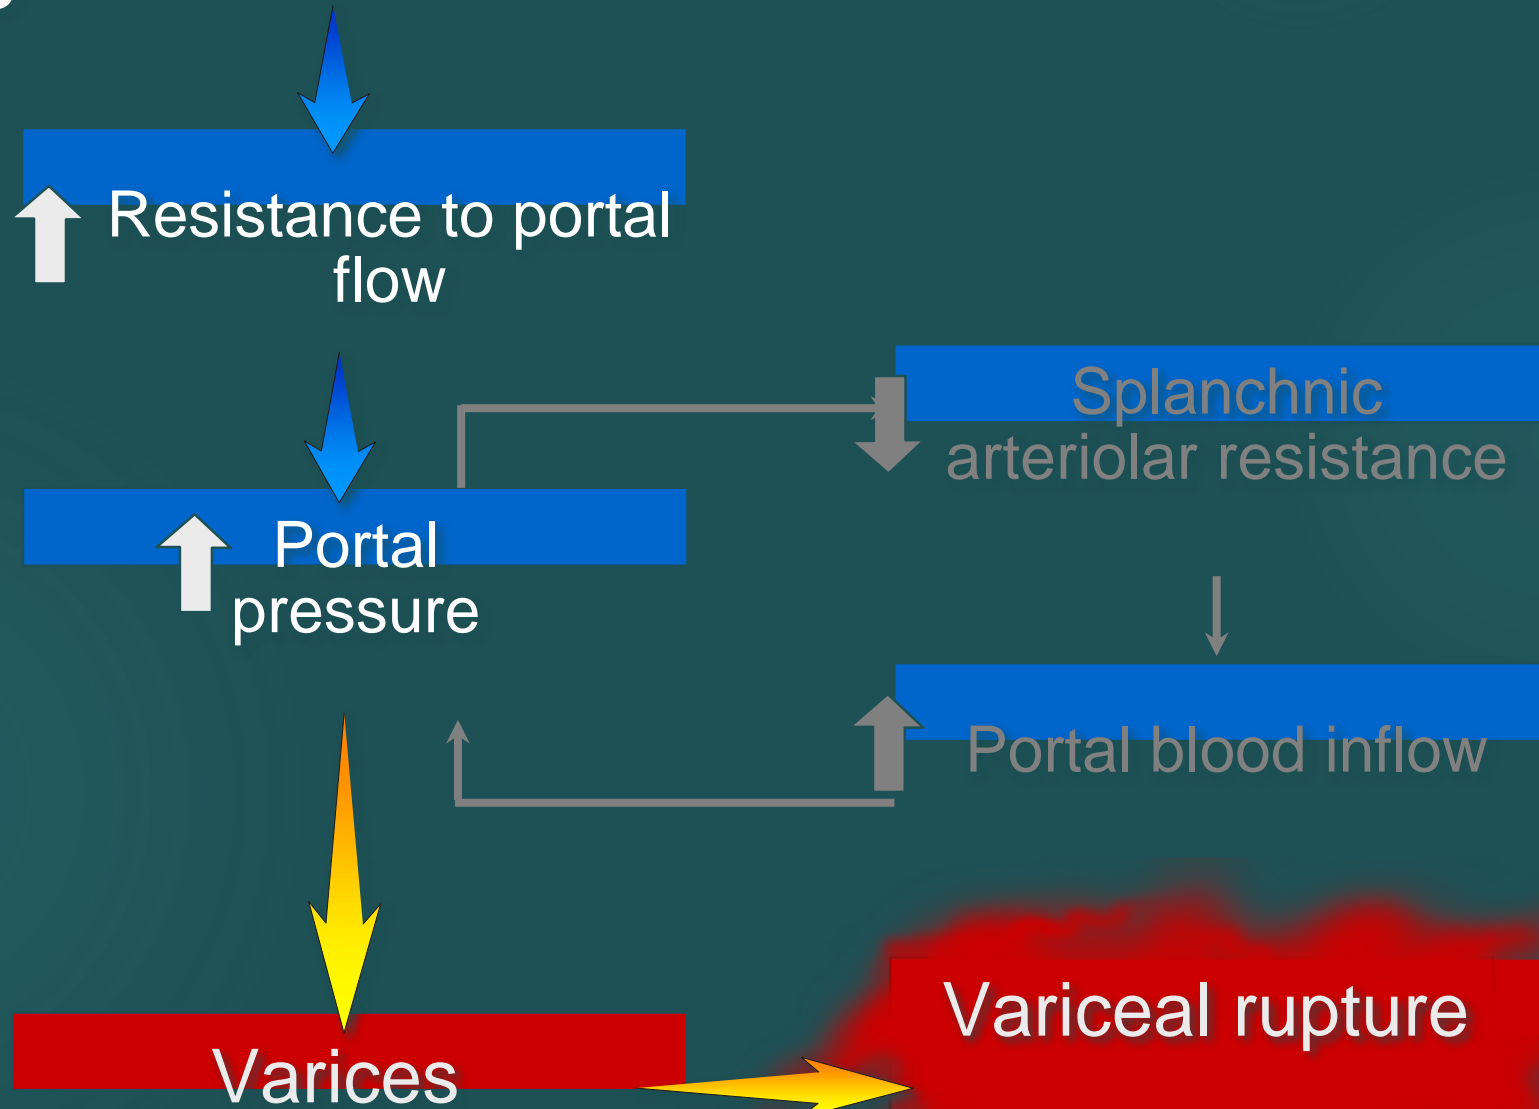 Resistance to portal
flow
Splanchnic
arteriolar resistance
Portal
pressure
Portal blood inflow
Variceal rupture
Varices